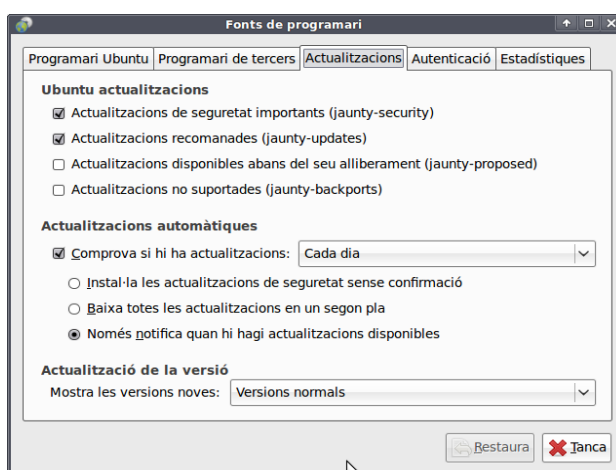 Fonts de programari
Programari Ubuntu Programari de tercers Actualitzacions Autenticació Estadístiques
Ubuntu actualitzacions
Actualitzacions de seguretat importants (jaunty-security)
Actualitzacions recomanades (jaunty-updates)
Actualitzacions disponibles abans del seu alliberament (jaunty-proposed)
Actualitzacions no suportades (jaunty-backports)
Actualitzacions automàtiques
Comprova si hi ha actualitzacions: Cada dia
Instal·la les actualitzacions de seguretat sense confirmació
Baixa totes les actualitzacions en un segon pla
Només notifica quan hi hagi actualitzacions disponibles
Actualització de la versió
Mostra les versions noves: Versions normals
Restaura Tanca